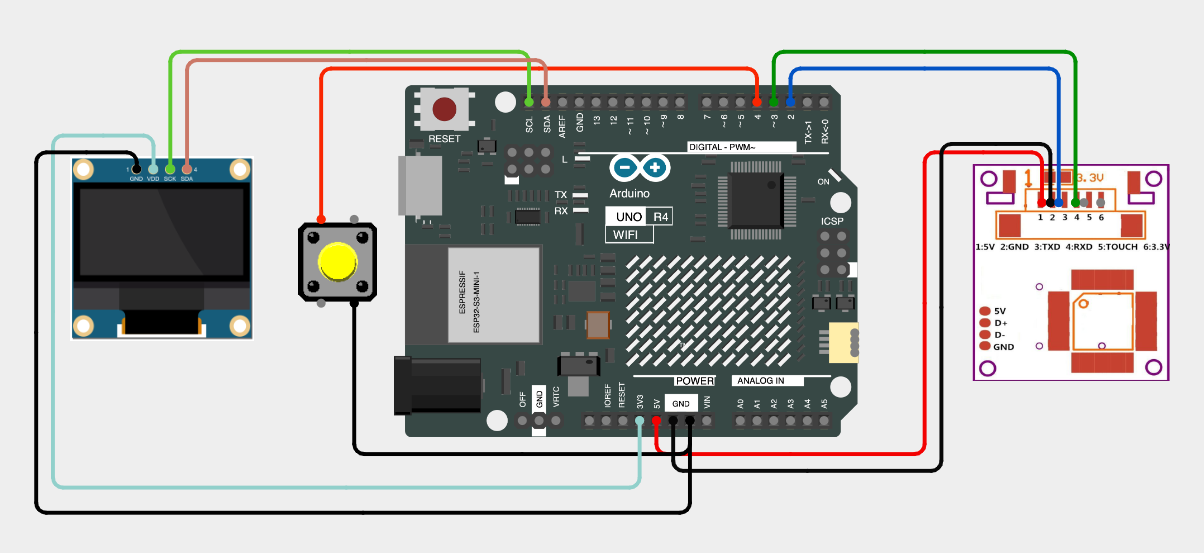 1 4
GND VDD SCK SDA
RESET
SCL SDA AREF GND 13 12 ~11 ~10 ~9 8 7 ~6 ~5 4 ~3 2 TX->1 RX<-0
DIGITAL - PWM~
L
TX
RX
Arduino
UNO R4
WIFI
ON
ICSP
ESPRESSIF
ESP32-S3-MINI-1
POWER ANALOG IN
OFF GND VRTC IOREF RESET 3V3 5V GND VIN A0 A1 A2 A3 A4 A5
1 3.3V
1 2 3 4 5 6
1:5V 2:GND 3:TXD 4:RXD 5:TOUCH 6:3.3V
5V
D+
D-
GND